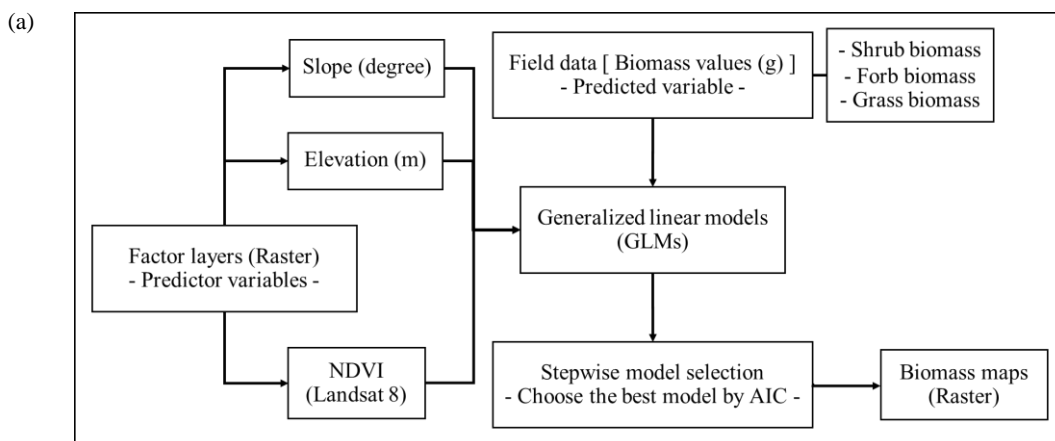 (a)
Slope (degree)
Field data [ Biomass values (g) ]
- Predicted variable -
- Shrub biomass
- Forb biomass
- Grass biomass
Elevation (m)
Generalized linear models
(GLMs)
Factor layers (Raster)
- Predictor variables -
NDVI
(Landsat 8)
Stepwise model selection
- Choose the best model by AIC -
Biomass maps
(Raster)